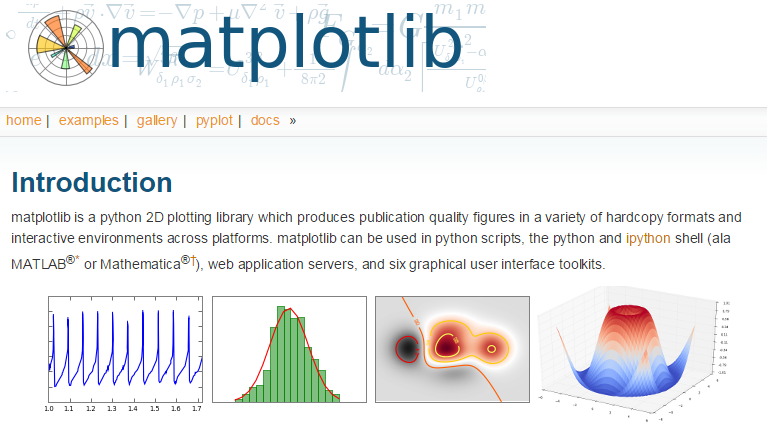 matplotlib
home | examples | gallery | pyplot | docs »
Introduction
matplotlib is a python 2D plotting library which produces publication quality figures in a variety of hardcopy formats and
interactive environments across platforms. matplotlib can be used in python scripts, the python and ipython shell (ala
MATLAB®* or Mathematica®†), web application servers, and six graphical user interface toolkits.
1.0 1.1 1.2 1.3 1.4 1.5 1.6 1.7